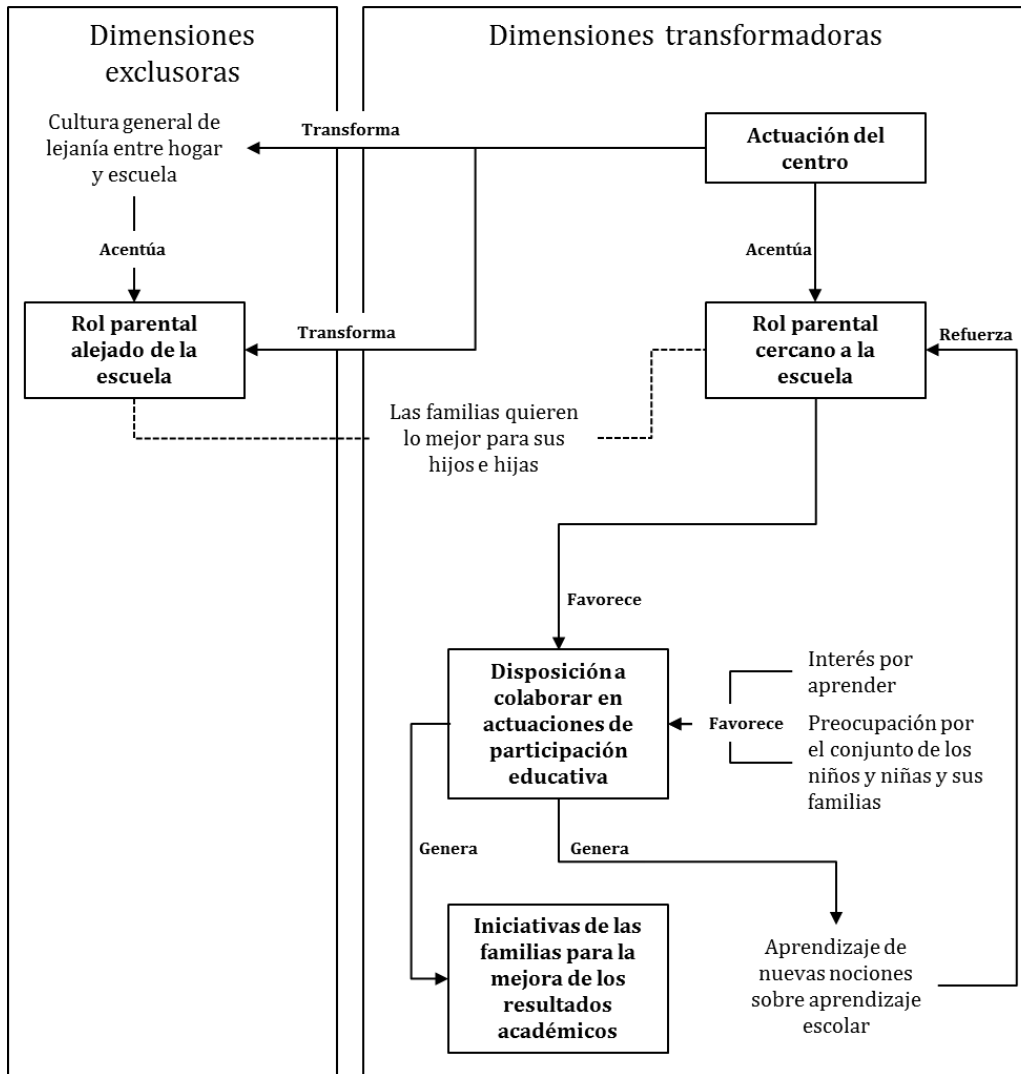 Dimensiones
exclusoras
Dimensiones transformadoras
Cultura general de
lejanía entre hogar
y escuela
Transforma
Actuación del
centro
Acentúa
Acentúa
Rol parental
alejado de la
escuela
Transforma
Rol parental
cercano a la
escuela
Refuerza
Las familias quieren
lo mejor para sus
hijos e hijas
Favorece
Disposición a
colaborar en
actuaciones de
participación
educativa
Favorece
Interés por
aprender
Preocupación por
el conjunto de los
niños y niñas y sus
familias
Genera
Genera
Iniciativas de las
familias para la
mejora de los
resultados
académicos
Aprendizaje de
nuevas nociones
sobre aprendizaje
escolar